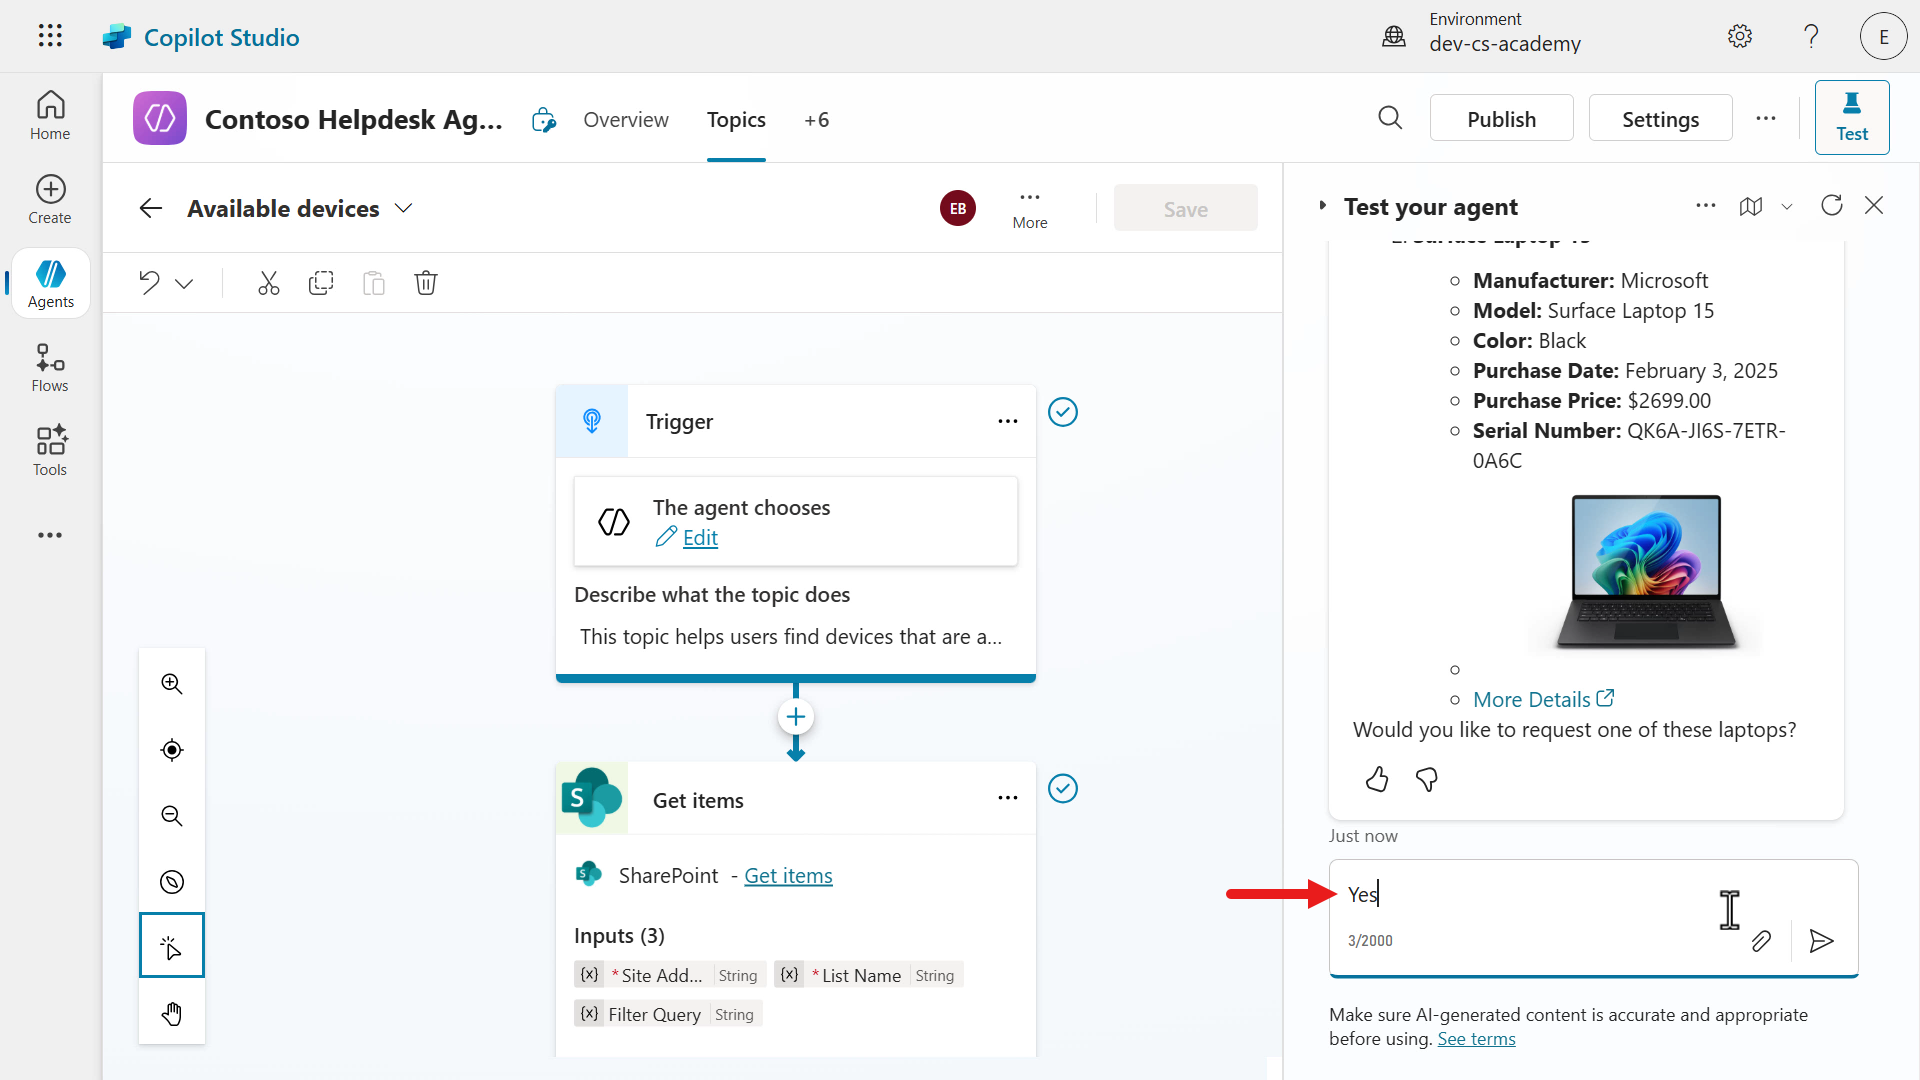 Copilot Studio
Environment
dev-cs-academy
E
Home
Create
Agents
Flows
Tools
Contoso Helpdesk Ag...
Overview
Topics
+6
Publish
Settings
Test
Available devices
EB
More
Save
Trigger
The agent chooses
Edit
Describe what the topic does
This topic helps users find devices that are a...
S
Get items
S SharePoint - Get items
Inputs (3)
{x} *Site Add... String {x} *List Name String
{x} Filter Query String
Test your agent
2. Surface Laptop 15
Manufacturer: Microsoft
Model: Surface Laptop 15
Color: Black
Purchase Date: February 3, 2025
Purchase Price: $2699.00
Serial Number: QK6A-JI6S-7ETR-
0A6C
More Details
Would you like to request one of these laptops?
Just now
Yes
3/2000
Make sure AI-generated content is accurate and appropriate
before using. See terms